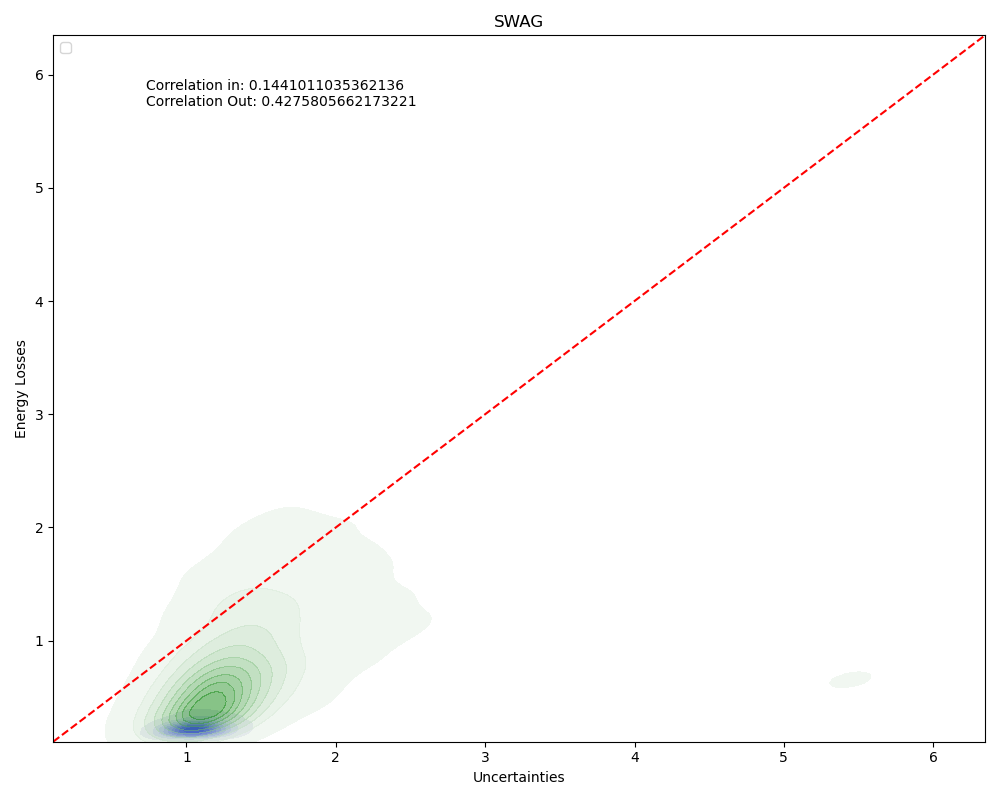 SWAG
Correlation in: 0.1441011035362136
Correlation Out: 0.4275805662173221
6
5
4
3
2
1
Energy Losses
1 2 3 4 5 6
Uncertainties